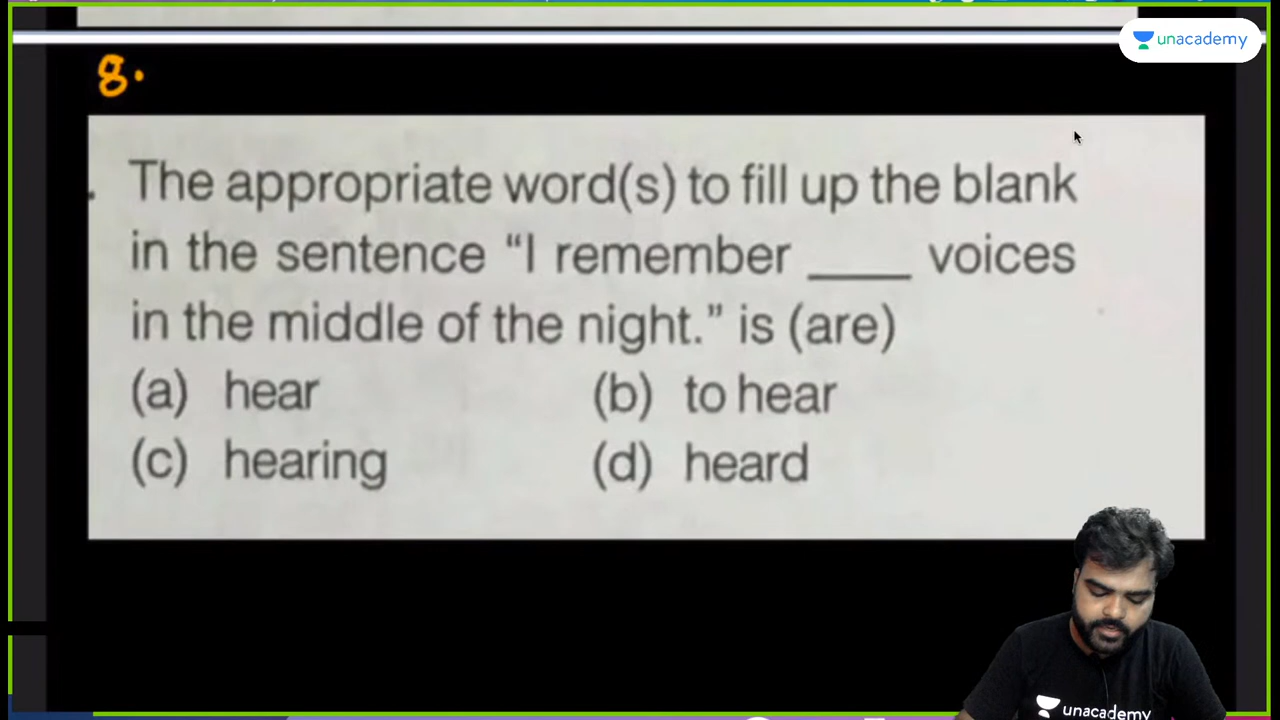 unacademy
8.
. The appropriate word(s) to fill up the blank
in the sentence “I remember ____ voices
in the middle of the night.” is (are)
(a) hear (b) to hear
(c) hearing (d) heard
unacademy